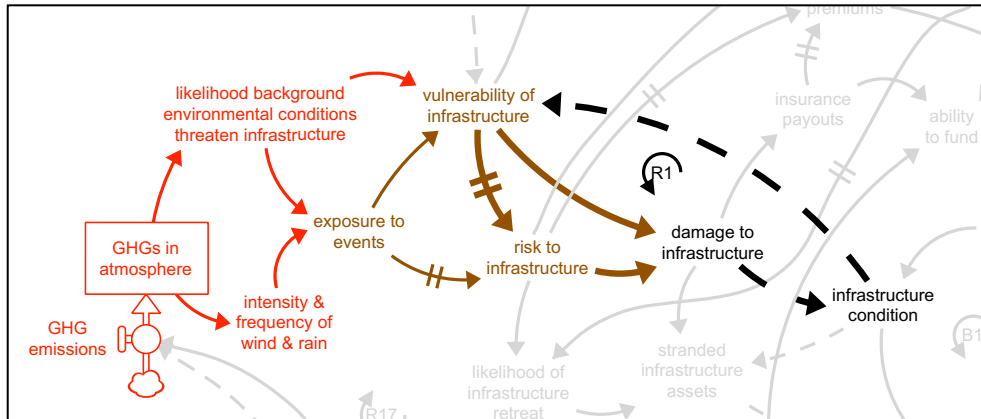 premiums
likelihood background
environmental conditions
threaten infrastructure
vulnerability of
infrastructure
insurance
payouts
ability
to fund
R1
exposure to
events
GHGs in
atmosphere
risk to
infrastructure
damage to
infrastructure
intensity &
frequency of
wind & rain
infrastructure
condition
GHG
emissions
stranded
infrastructure
assets
B1
likelihood of
infrastructure
retreat
R17